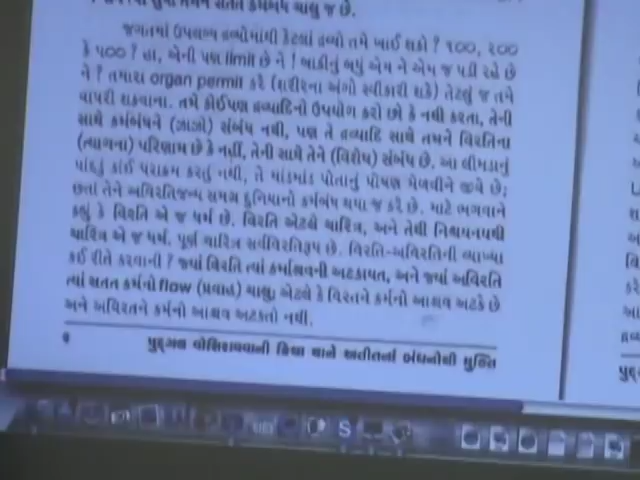 સતત કર્મબંધ ચાલુ જ છે.
જગતમાં ઉપલબ્ધ દ્રવ્યોમાંથી કેટલાં દ્રવ્યો તમે ખાઈ શકો ? ૧૦૦, ૨૦૦
કે ૫૦૦ ? હા, એની પણ limit છે ને ! બાકીનું બધું એમ ને એમ જ પડી રહે છે
ને ? તમારા organ permit કરે (શરીરના અંગો સ્વીકારી શકે) તેટલું જ તમે
વાપરી શકવાના. તમે કોઈપણ દ્રવ્યાદિનો ઉપયોગ કરો છો કે નથી કરતા, તેની
સાથે કર્મબંધને (ઝાઝો) સંબંધ નથી, પણ તે દ્રવ્યાદિ સાથે તમને વિરતિના
(ત્યાગના) પરિણામ છે કે નહીં, તેની સાથે તેને (વિશેષ) સંબંધ છે. આ લીમડાનું
પાંદડું કાંઈ પરાક્રમ કરતું નથી, તે માંડમાંડ પોતાનું પોષણ મેળવીને જીવે છે;
છતાં તેને અવિરતિજન્ય સમગ્ર દુનિયાનો કર્મબંધ થયા જ કરે છે. માટે ભગવાને
કહ્યું કે વિરતિ એ જ ધર્મ છે. વિરતિ એટલે ચારિત્ર, અને તેથી નિશ્ચયનયથી
ચારિત્ર એ જ ધર્મ. પૂર્ણ ચારિત્ર સર્વવિરતિરૂપ છે. વિરતિ-અવિરતિની વ્યાખ્યા
કઈ રીતે કરવાની ? જ્યાં વિરતિ ત્યાં કર્માશ્રવની અટકાયત, અને જ્યાં અવિરતિ
ત્યાં સતત કર્મનો flow (પ્રવાહ) ચાલુ; એટલે કે વિરતને કર્મનો આશ્રવ અટકે છે
અને અવિરતને કર્મનો આશ્રવ અટકતો નથી.
પુદ્ગલ વોસિરાવવાની ક્રિયા યાને અતીતનાં બંધનોથી મુક્તિ